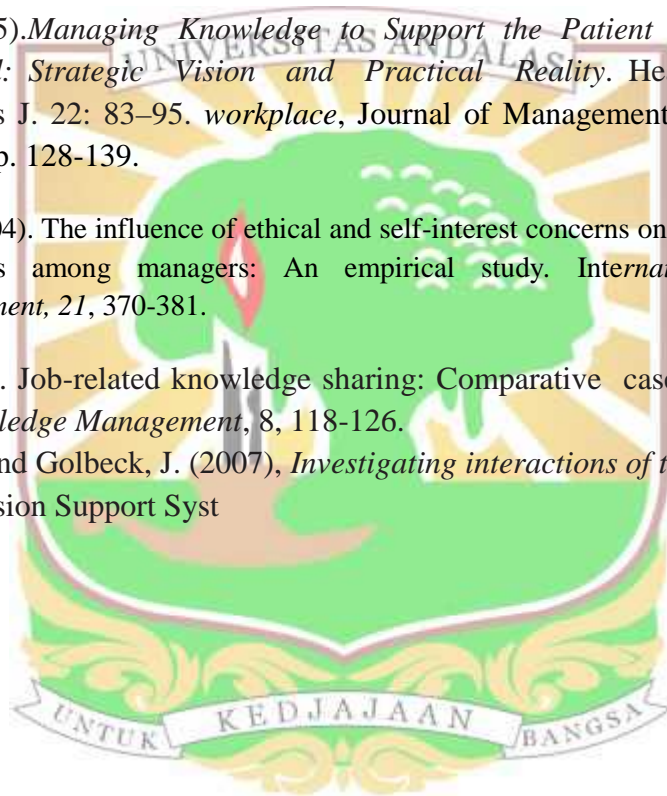 5).Managing Knowledge to Support the Patient
UNIVERSITAS ANDALAS
d: Strategic Vision and Practical Reality. He
s J. 22: 83–95. workplace, Journal of Management
p. 128-139.
04). The influence of ethical and self-interest concerns on
s among managers: An empirical study. Interna
ment, 21, 370-381.
. Job-related knowledge sharing: Comparative case
ledge Management, 8, 118-126.
nd Golbeck, J. (2007), Investigating interactions of t
sion Support Syst
UNTUK KEDJAJAAN BANGSA